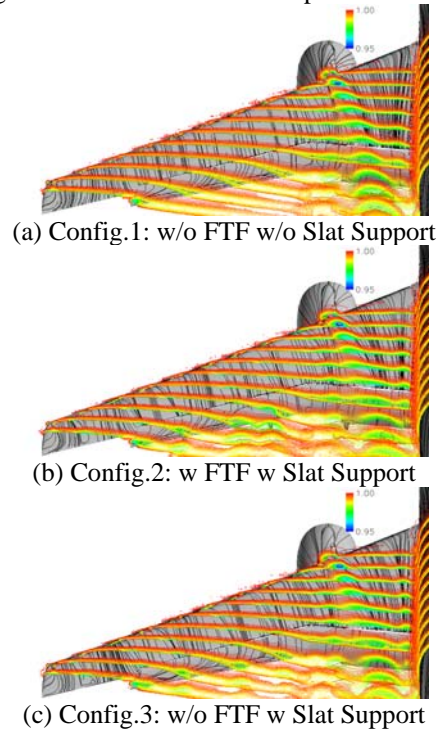 1.00
0.95
(a) Config.1: w/o FTF w/o Slat Support
1.00
0.95
(b) Config.2: w FTF w Slat Support
1.00
0.95
(c) Config.3: w/o FTF w Slat Support